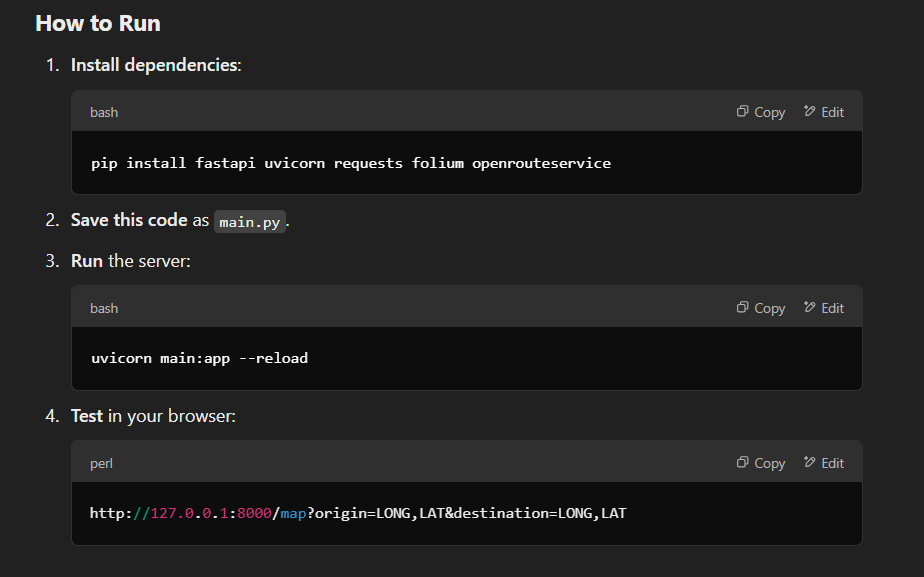 How to Run
1. Install dependencies:
bash Copy Edit
pip install fastapi uvicorn requests folium openrouteservice
2. Save this code as main.py.
3. Run the server:
bash Copy Edit
uvicorn main:app --reload
4. Test in your browser:
perl Copy Edit
http://127.0.0.1:8000/map?origin=LONG,LAT&destination=LONG,LAT